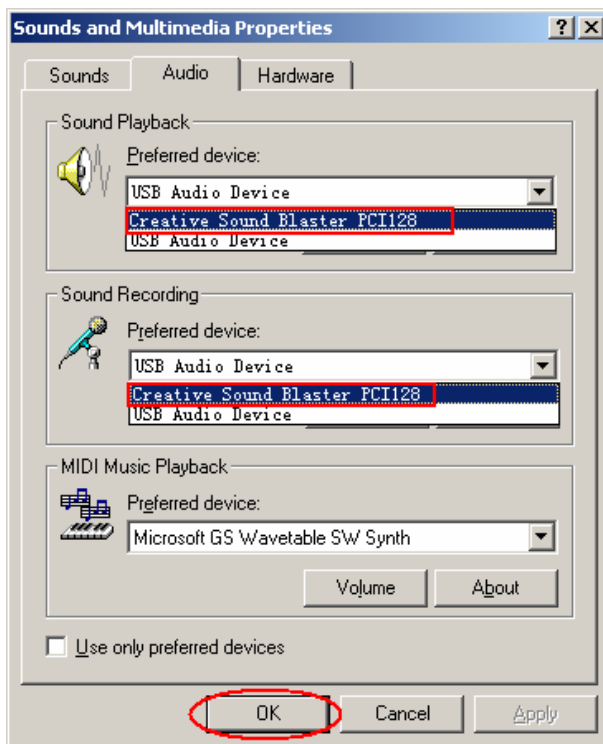 Sounds and Multimedia Properties
Sounds Audio Hardware
Sound Playback
Preferred device:
USB Audio Device
Creative Sound Blaster PCI128
USB Audio Device
Sound Recording
Preferred device:
USB Audio Device
Creative Sound Blaster PCI128
USB Audio Device
MIDI Music Playback
Preferred device:
Microsoft GS Wavetable SW Synth
Volume About
Use only preferred devices
OK Cancel Apply